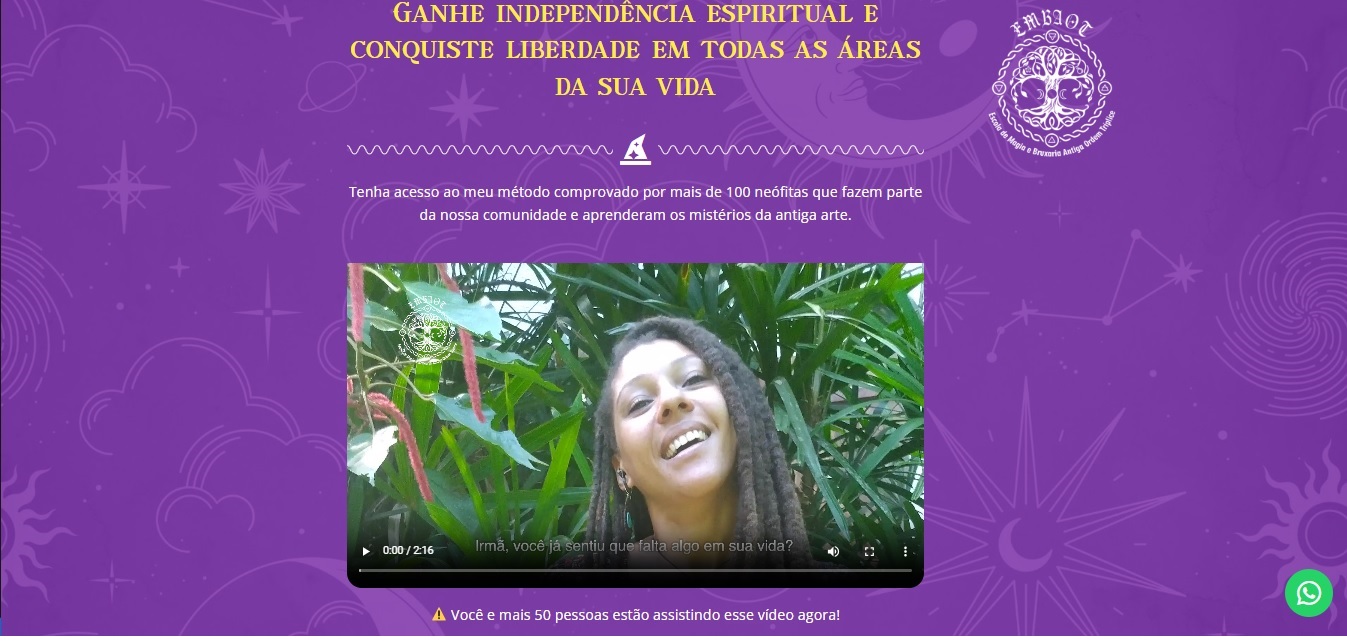 Ganhe independência espiritual e
conquiste liberdade em todas as áreas
da sua vida
EMBAOT
Escola de Magia e Bruxaria Antiga Ordem Tríplice
Tenha acesso ao meu método comprovado por mais de 100 neófitas que fazem parte
da nossa comunidade e aprenderam os mistérios da antiga arte.
EMBAOT
Irmã, você já sentiu que falta algo em sua vida?
0:00 / 2:16
⚠ Você e mais 50 pessoas estão assistindo esse vídeo agora!